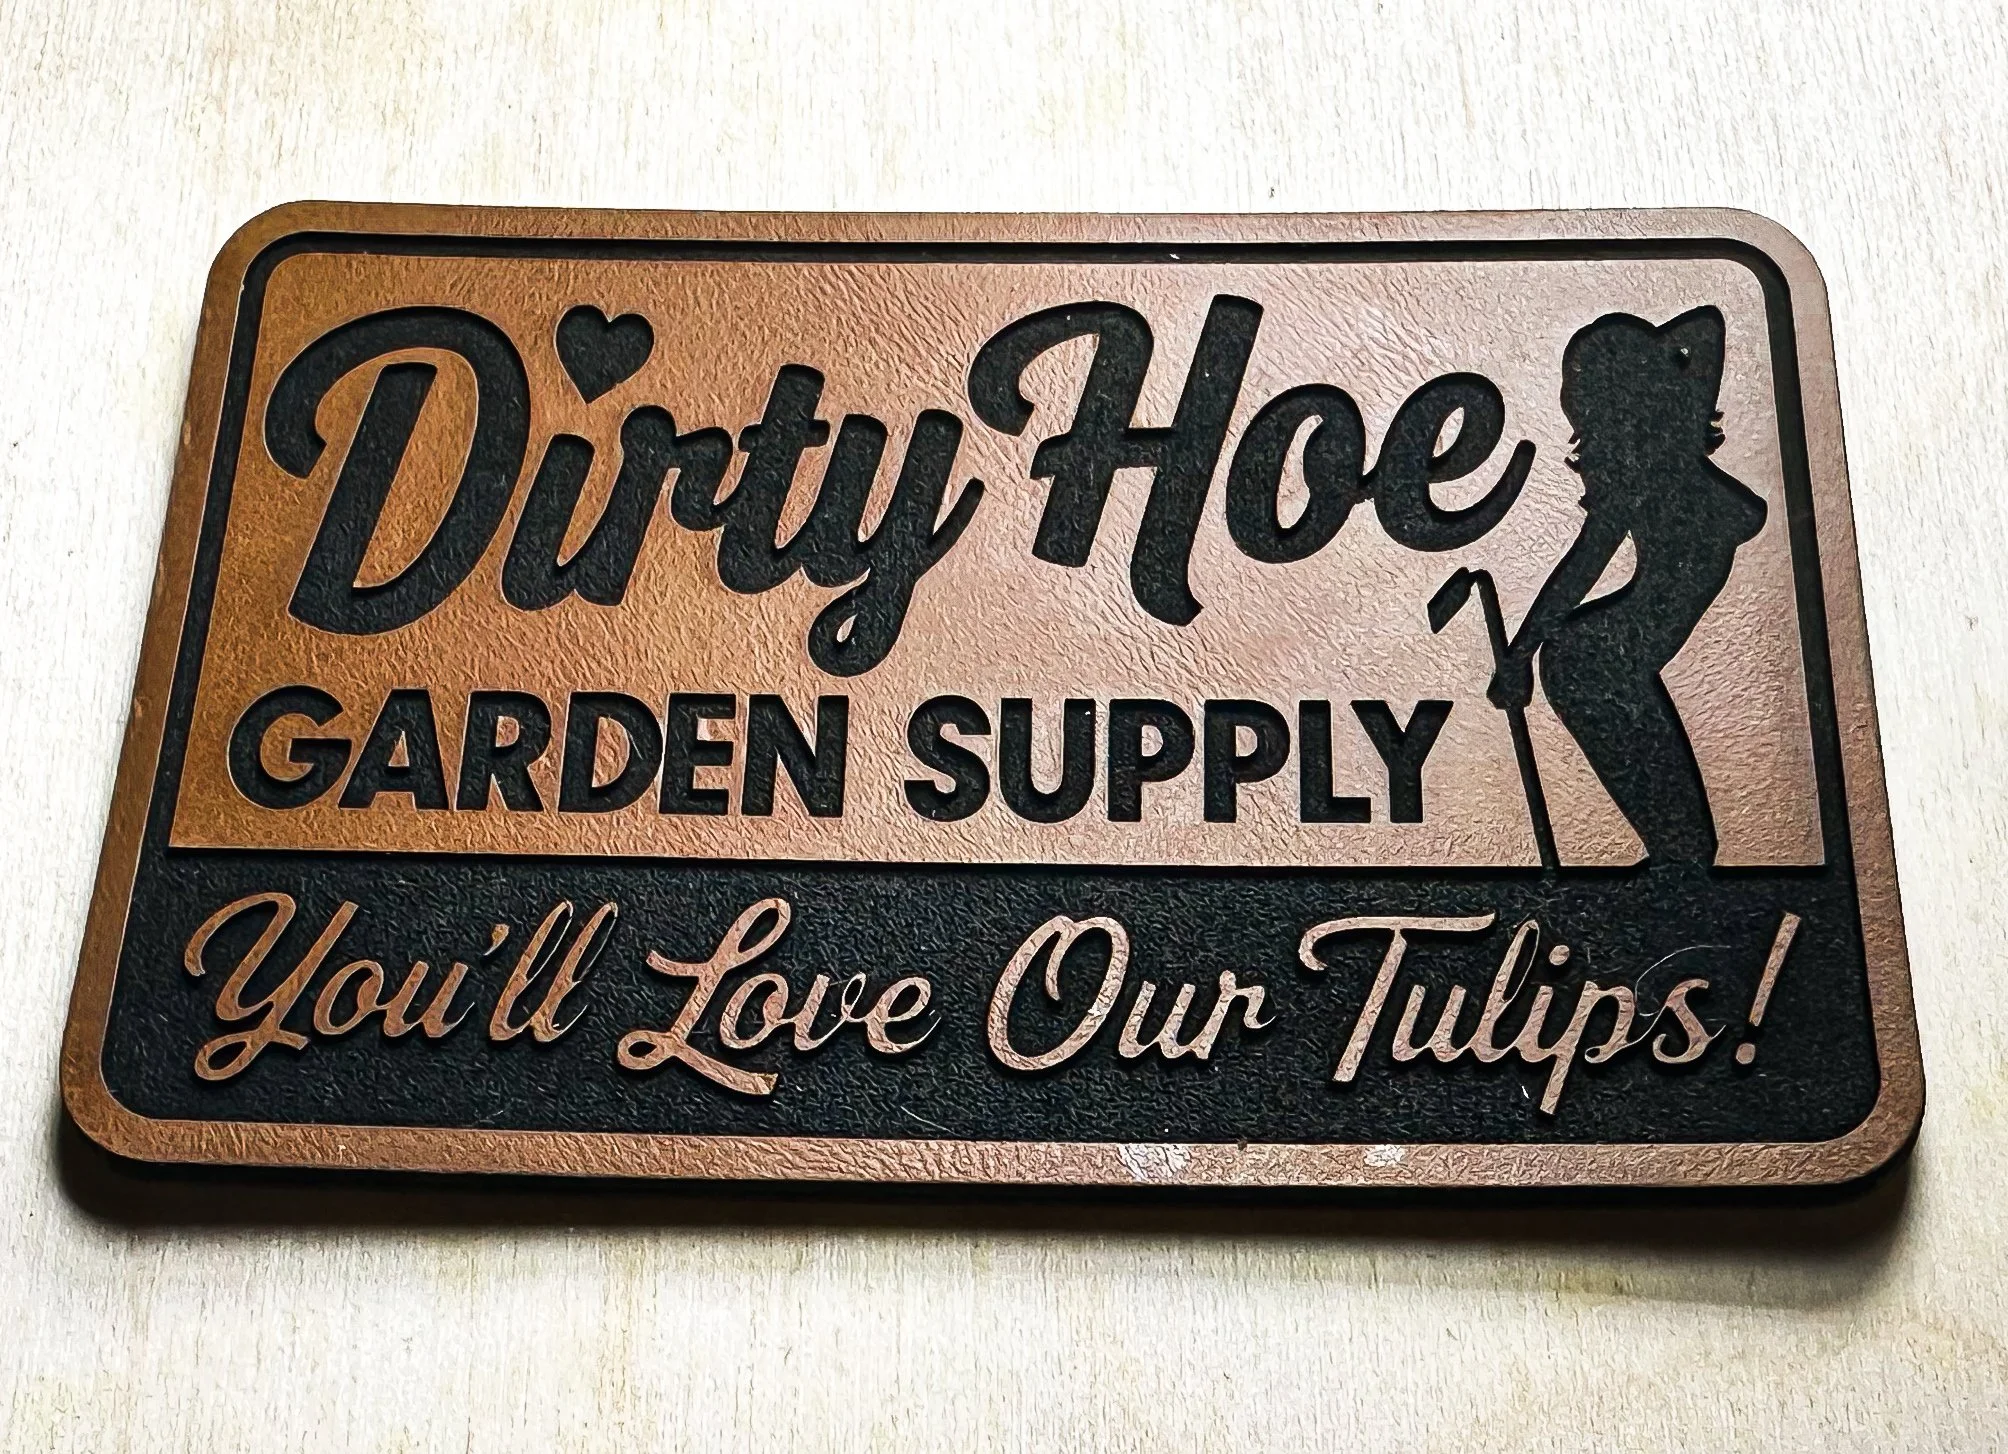 Dirty Hoe
GARDEN SUPPLY
You'll Love Our Tulips!